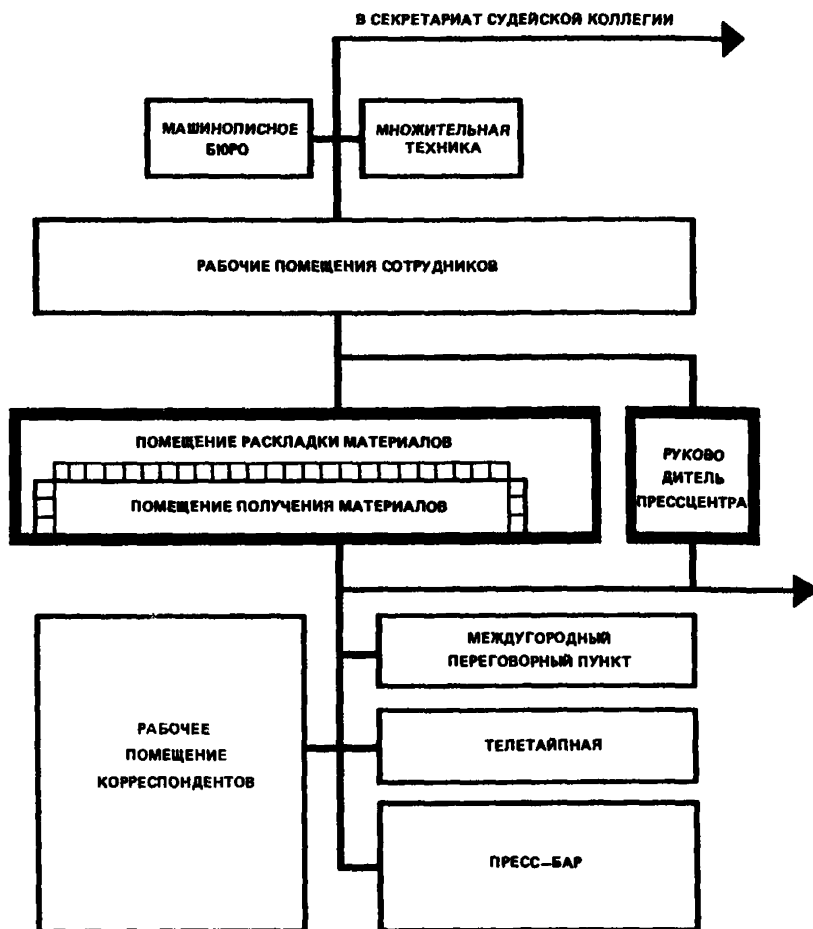 В СЕКРЕТАРИАТ СУДЕЙСКОЙ КОЛЛЕГИИ
МАШИНОПИСНОЕ
БЮРО
МНОЖИТЕЛЬНАЯ
ТЕХНИКА
РАБОЧИЕ ПОМЕЩЕНИЯ СОТРУДНИКОВ
ПОМЕЩЕНИЕ РАСКЛАДКИ МАТЕРИАЛОВ
ПОМЕЩЕНИЕ ПОЛУЧЕНИЯ МАТЕРИАЛОВ
РУКОВО
ДИТЕЛЬ
ПРЕССЦЕНТРА
МЕЖДУГОРОДНЫЙ
ПЕРЕГОВОРНЫЙ ПУНКТ
РАБОЧЕЕ
ПОМЕЩЕНИЕ
КОРРЕСПОНДЕНТОВ
ТЕЛЕТАЙПНАЯ
ПРЕСС–БАР